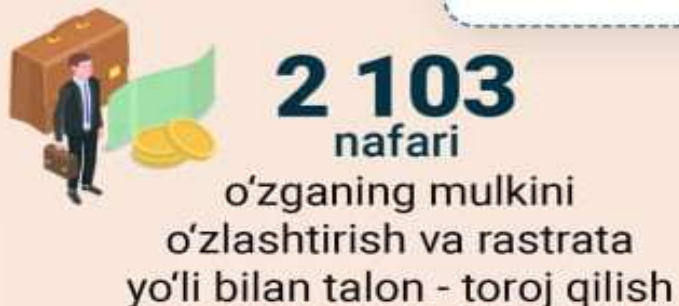 2 103
nafari
o‘zganing mulkini
o‘zlashtirish va rastrata
yo‘li bilan talon - toroj qilish